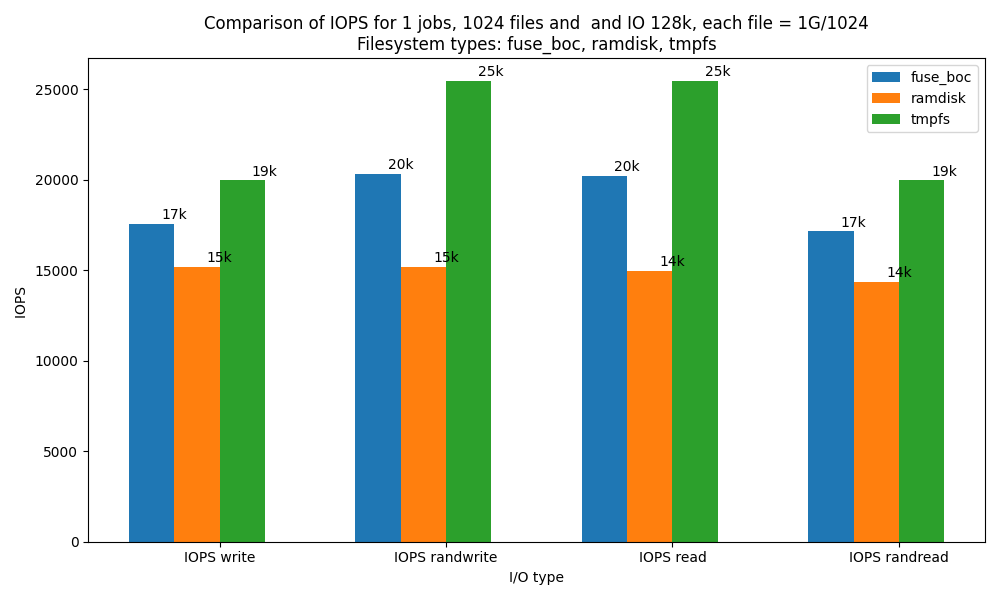 Comparison of IOPS for 1 jobs, 1024 files and  and IO 128k, each file = 1G/1024
Filesystem types: fuse_boc, ramdisk, tmpfs
fuse_boc
ramdisk
tmpfs
25k
25k
20k
20k
19k
19k
17k
17k
15k
15k
14k
14k
25000
20000
15000
10000
5000
0
IOPS
IOPS write
IOPS randwrite
IOPS read
IOPS randread
I/O type